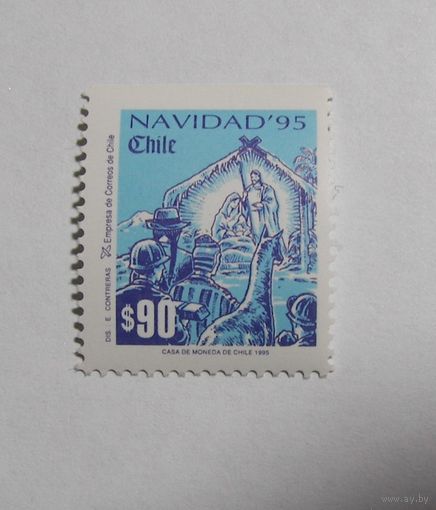 NAVIDAD'95
Chile
DIS. E. CONTRERAS Empresa de Correos de Chile
$90
CASA DE MONEDA DE CHILE 1995
www.ay.by